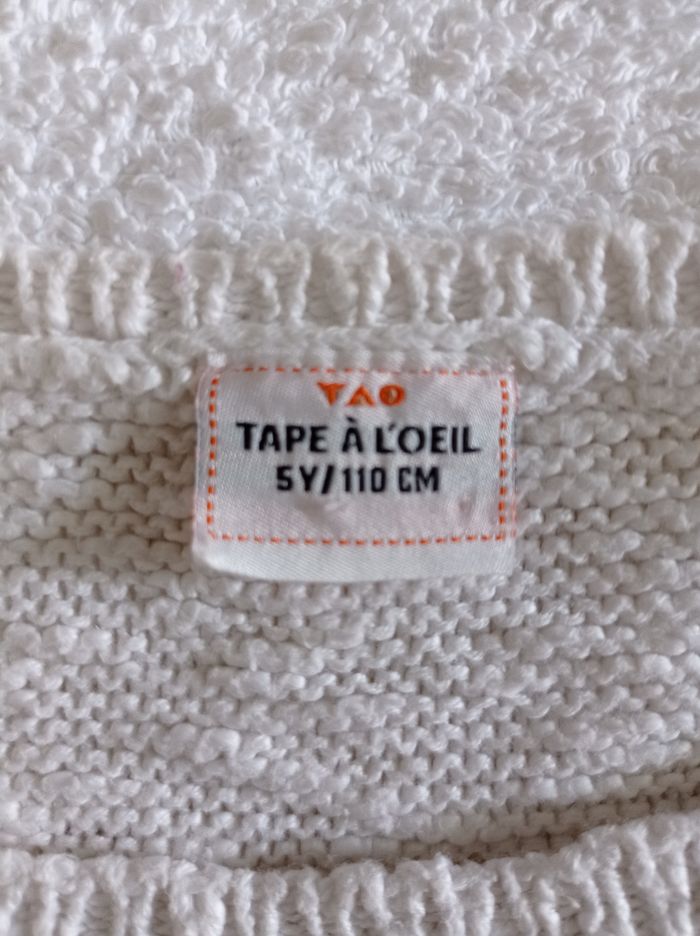 TAO
TAPE À L'OEIL
5Y/110 CM